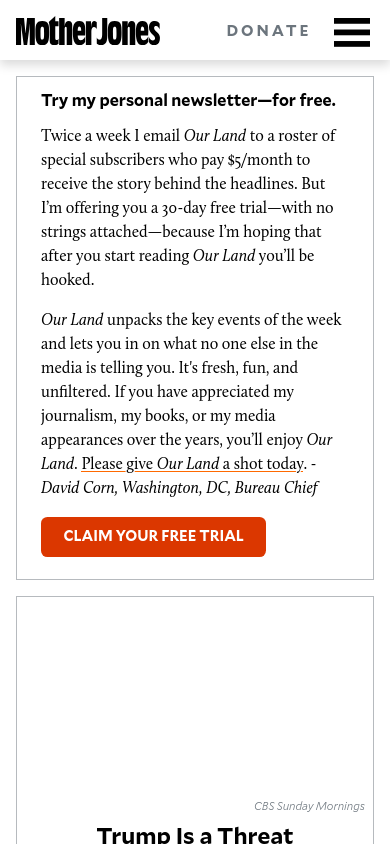 Mother Jones
DONATE
Try my personal newsletter—for free.
Twice a week I email Our Land to a roster of
special subscribers who pay $5/month to
receive the story behind the headlines. But
I’m offering you a 30-day free trial—with no
strings attached—because I’m hoping that
after you start reading Our Land you’ll be
hooked.
Our Land unpacks the key events of the week
and lets you in on what no one else in the
media is telling you. It's fresh, fun, and
unfiltered. If you have appreciated my
journalism, my books, or my media
appearances over the years, you’ll enjoy Our
Land. Please give Our Land a shot today. -
David Corn, Washington, DC, Bureau Chief
CLAIM YOUR FREE TRIAL
CBS Sunday Mornings
Trump Is a Threat